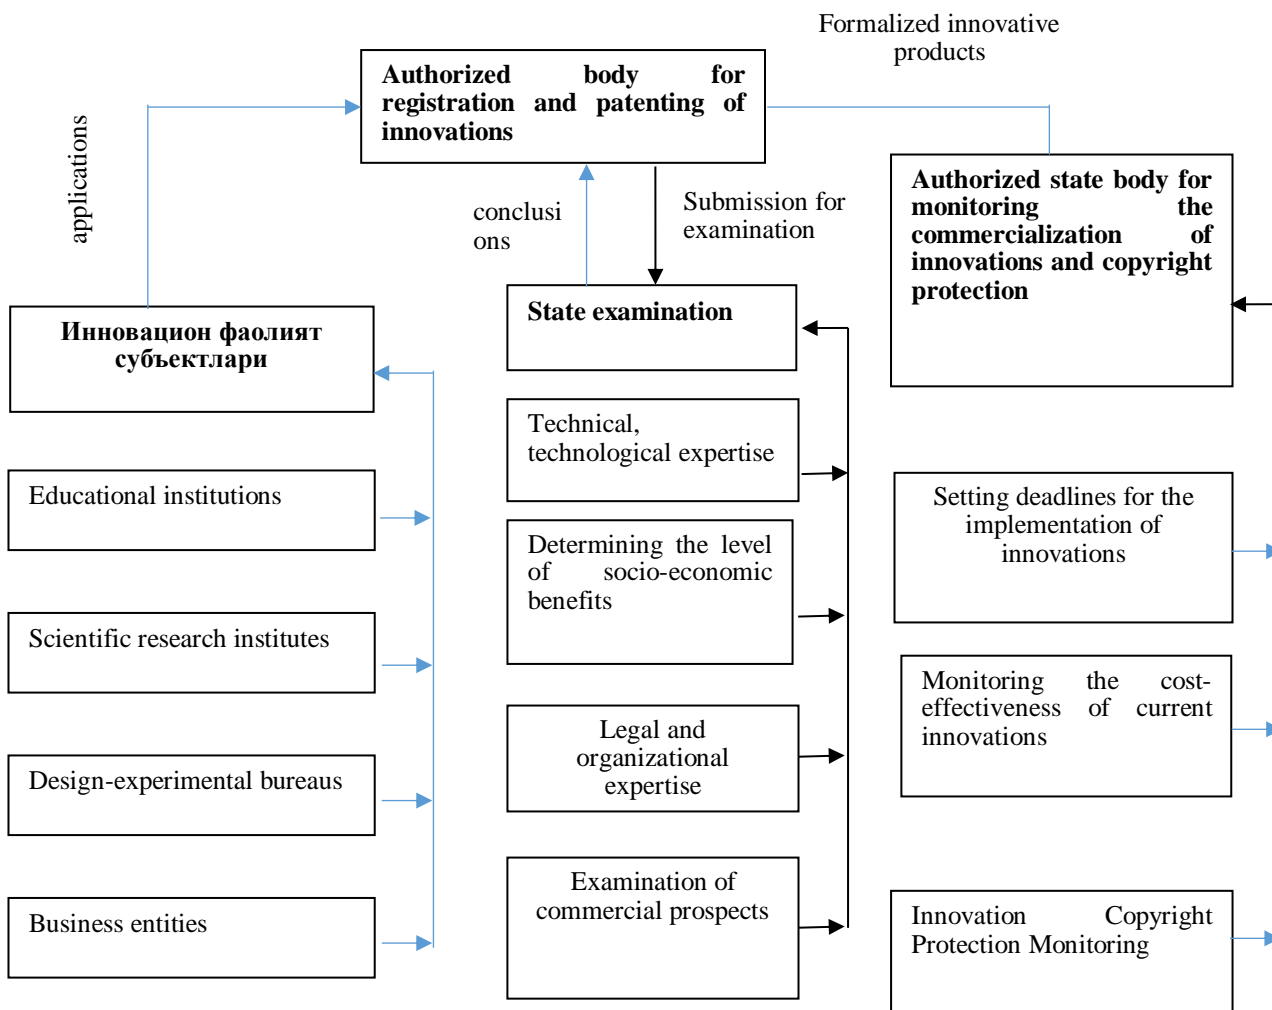 Formalized innovative
products
Authorized body for
registration and patenting of
innovations
applications
conclusi
ons
Submission for
examination
Authorized state body for
monitoring the
commercialization of
innovations and copyright
protection
Инновацион фаолият
субъектлари
State examination
Educational institutions
Scientific research institutes
Design-experimental bureaus
Business entities
Technical,
technological expertise
Determining the level
of socio-economic
benefits
Legal and
organizational
expertise
Examination of
commercial prospects
Setting deadlines for the
implementation of
innovations
Monitoring the cost-
effectiveness of current
innovations
Innovation Copyright
Protection Monitoring